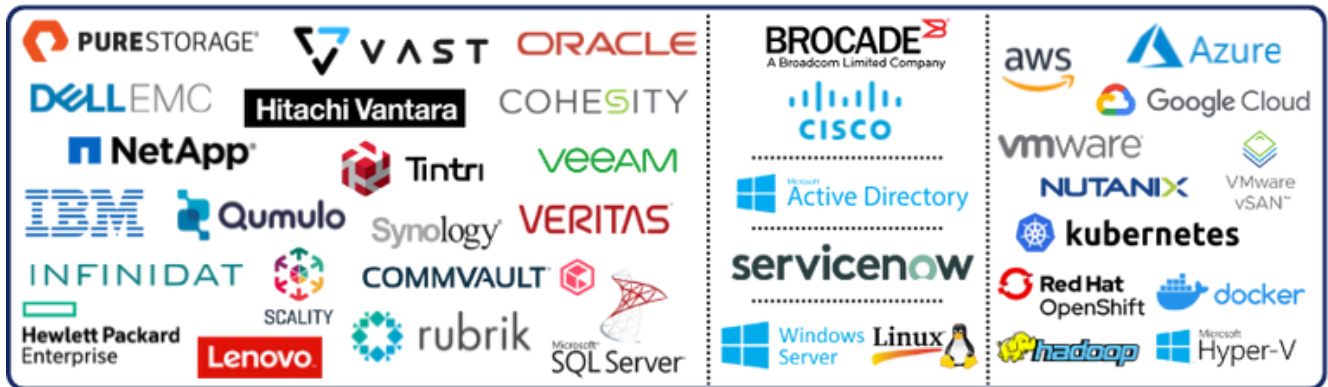 PURESTORAGE®
VAST
ORACLE
DELLEMC
Hitachi Vantara
COHESITY
NetApp®
Tintri
veeAM
IBM
Qumulo
Synology®
VERITAS™
INFINIDAT
SCALITY
COMMVAULT
Hewlett Packard
Enterprise
Lenovo
rubrik
Microsoft®
SQL Server®
BROCADE
A Broadcom Limited Company
CISCO
Microsoft
Active Directory
servicenow
Windows
Server
Linux
aws
Azure
Google Cloud
vmware®
NUTANIX
VMware
vSAN™
kubernetes
Red Hat
OpenShift
docker
hadoop
Microsoft
Hyper-V